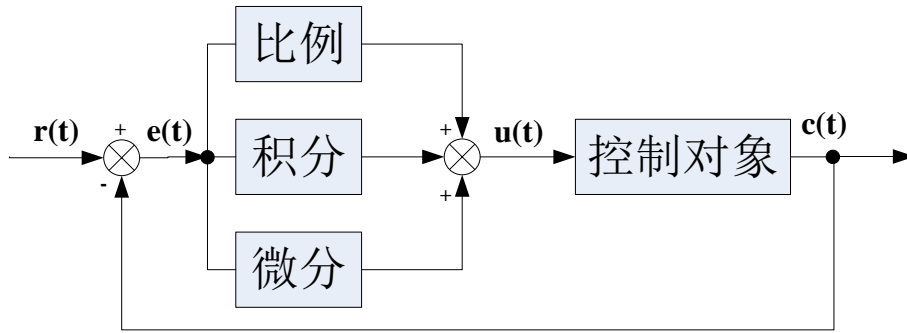 比例
r(t)
+
-
e(t)
积分
+
+
u(t)
控制对象
c(t)
微分